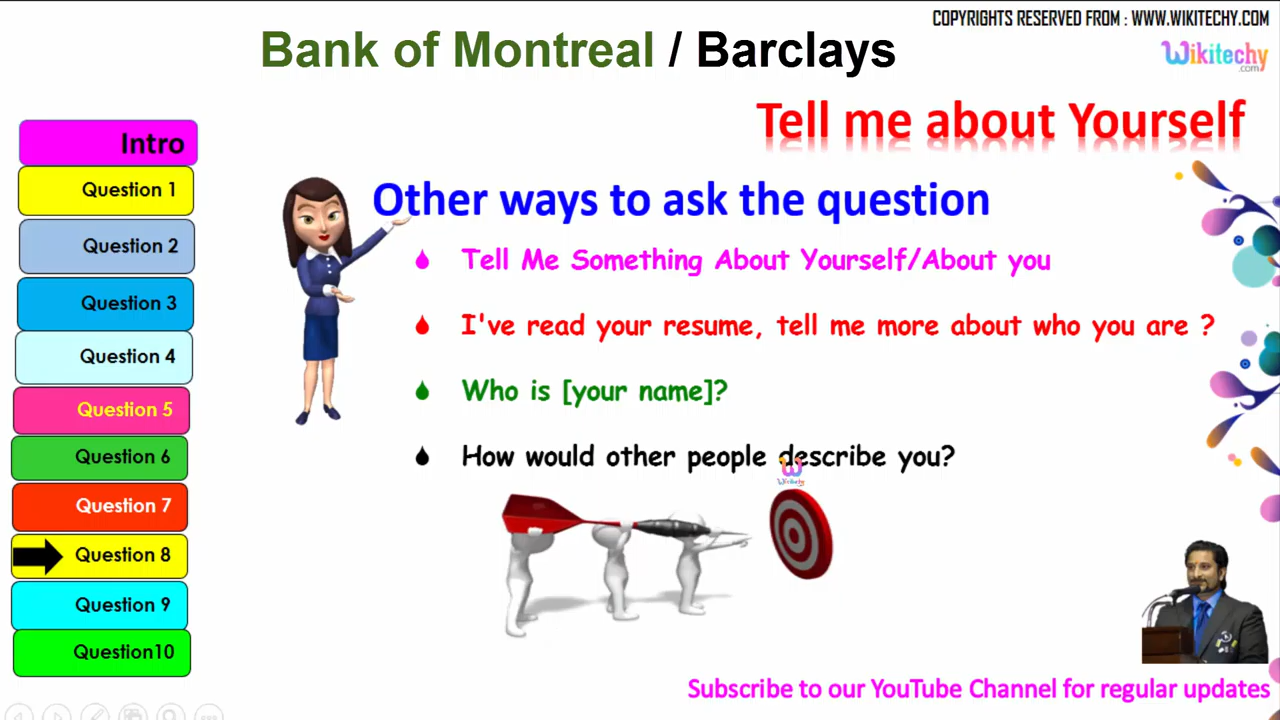 COPYRIGHTS RESERVED FROM : WWW.WIKITECHY.COM
Bank of Montreal / Barclays
Wikitechy
.com
Tell me about Yourself
Intro
Question 1
Question 2
Question 3
Question 4
Question 5
Question 6
Question 7
Question 8
Question 9
Question10
Other ways to ask the question
Tell Me Something About Yourself/About you
I've read your resume, tell me more about who you are ?
Who is [your name]?
How would other people describe you?
Wikitechy
Subscribe to our YouTube Channel for regular updates